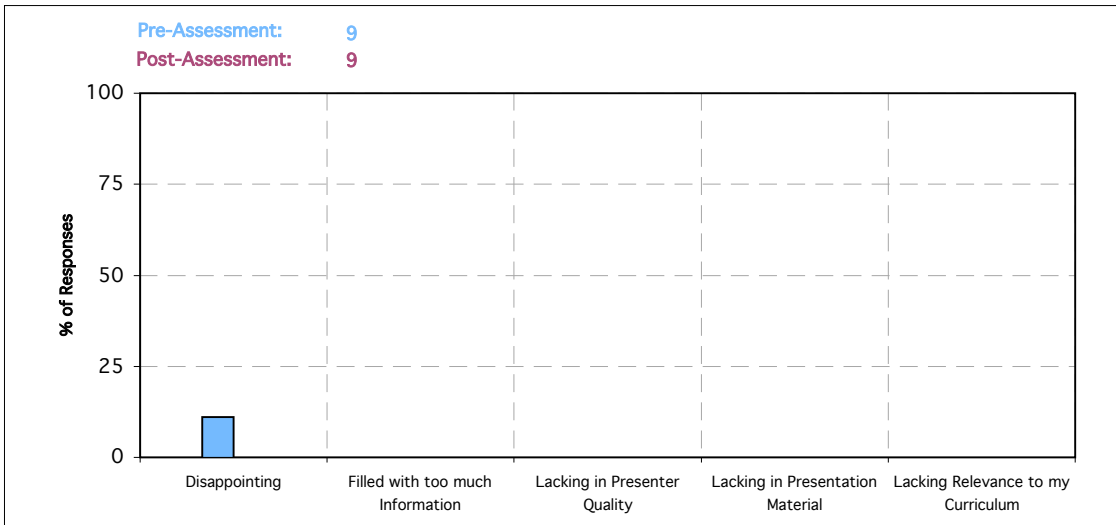 Pre-Assessment: 9
Post-Assessment: 9
% of Responses
100
75
50
25
0
Disappointing
Filled with too much
Information
Lacking in Presenter
Quality
Lacking in Presentation
Material
Lacking Relevance to my
Curriculum